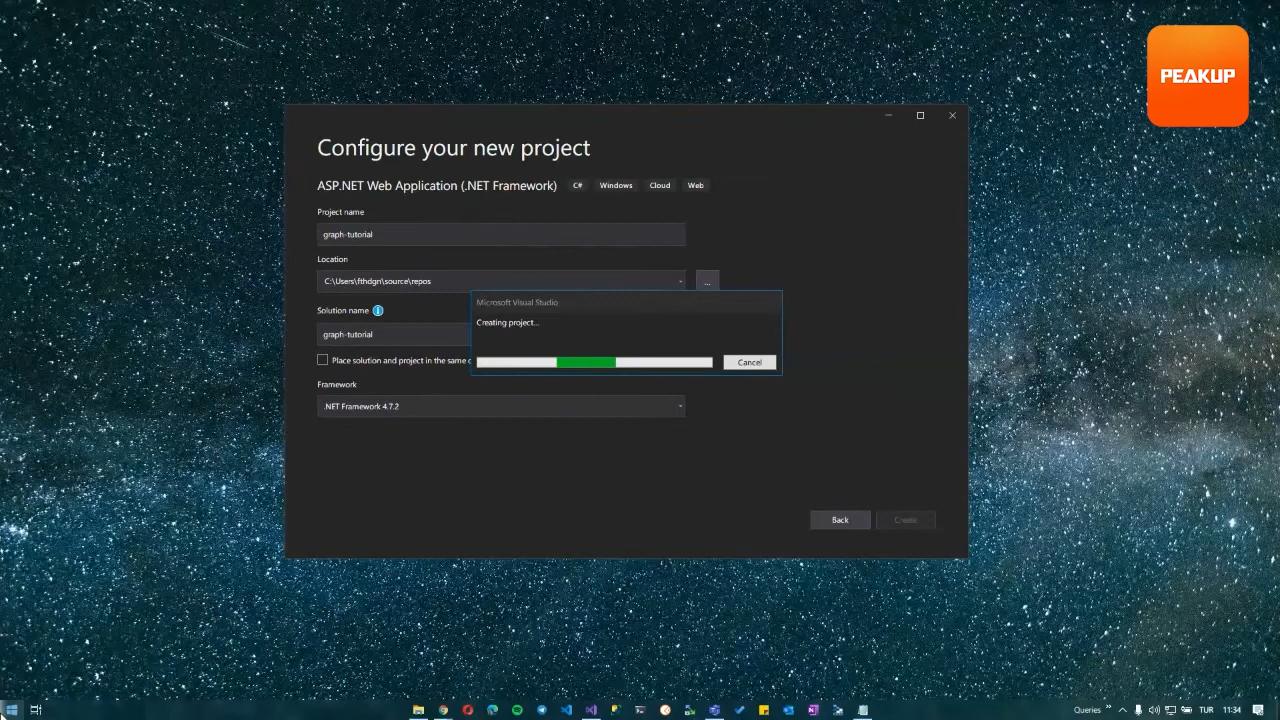 PEAKUP
Configure your new project
ASP.NET Web Application (.NET Framework) C# Windows Cloud Web
Project name
graph-tutorial
Location
C:\Users\fthdgn\source\repos
...
Solution name
graph-tutorial
Microsoft Visual Studio
Creating project...
Cancel
Place solution and project in the same
Framework
.NET Framework 4.7.2
Back Create
Queries TUR 11:34